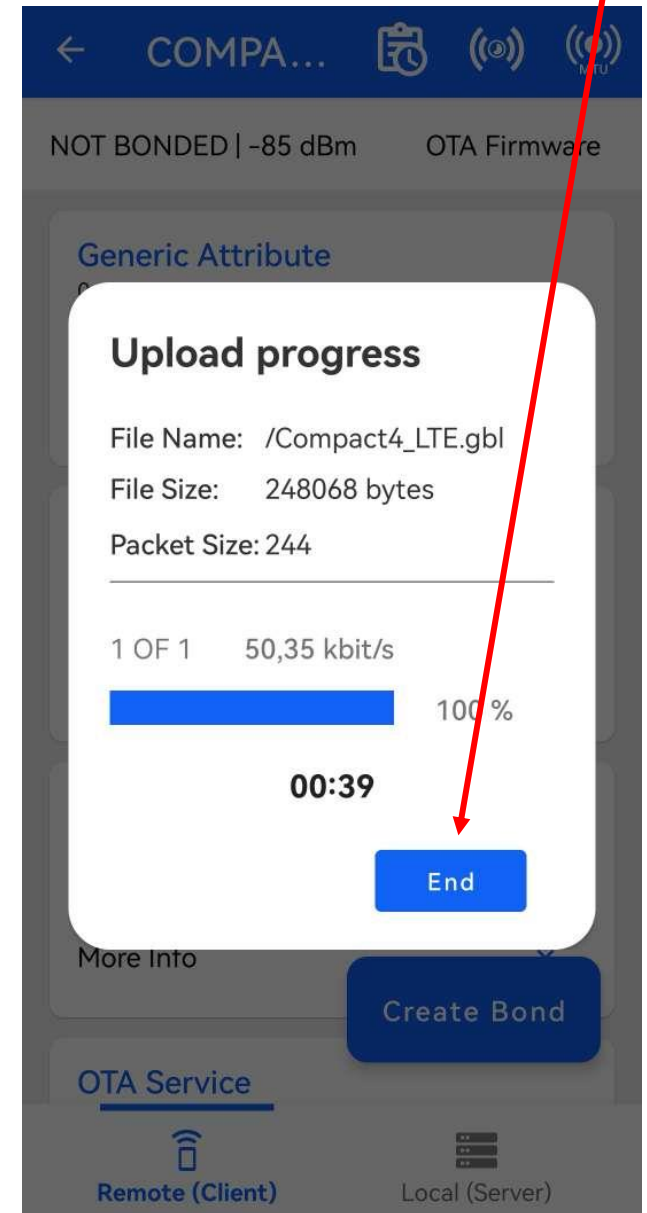 COMPA...
MTU
NOT BONDED | -85 dBm OTA Firmware
Generic Attribute
Upload progress
File Name: /Compact4_LTE.gbl
File Size: 248068 bytes
Packet Size: 244
1 OF 1 50,35 kbit/s
100 %
00:39
End
More Info
Create Bond
OTA Service
Remote (Client) Local (Server)